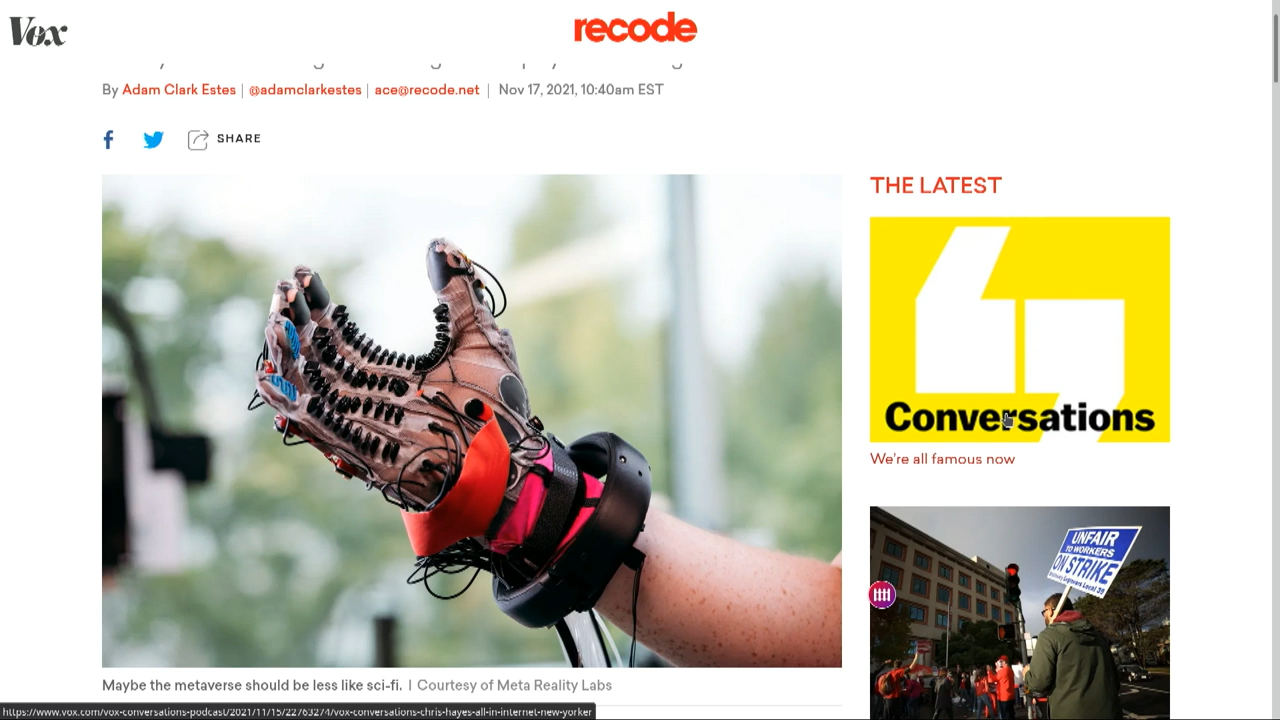 Vox
recode
By Adam Clark Estes | @adamclarkestes | ace@recode.net | Nov 17, 2021, 10:40am EST
SHARE
THE LATEST
Conversations
We're all famous now
UNFAIR
TO WORKERS
ON STRIKE
Maybe the metaverse should be less like sci-fi. | Courtesy of Meta Reality Labs
https://www.vox.com/vox-conversations-podcast/2021/11/15/22763274/vox-conversations-chris-hayes-all-in-internet-new-yorker